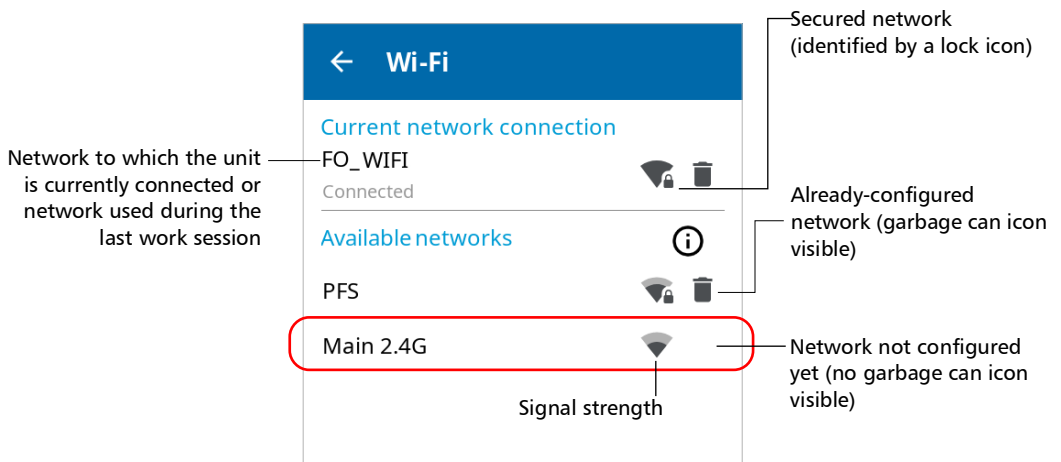 Secured network
(identified by a lock icon)
Wi-Fi
Current network connection
FO_WIFI
Connected
Network to which the unit
is currently connected or
network used during the
last work session
Already-configured
network (garbage can icon
visible)
Available networks
PFS
Main 2.4G
Network not configured
yet (no garbage can icon
visible)
Signal strength